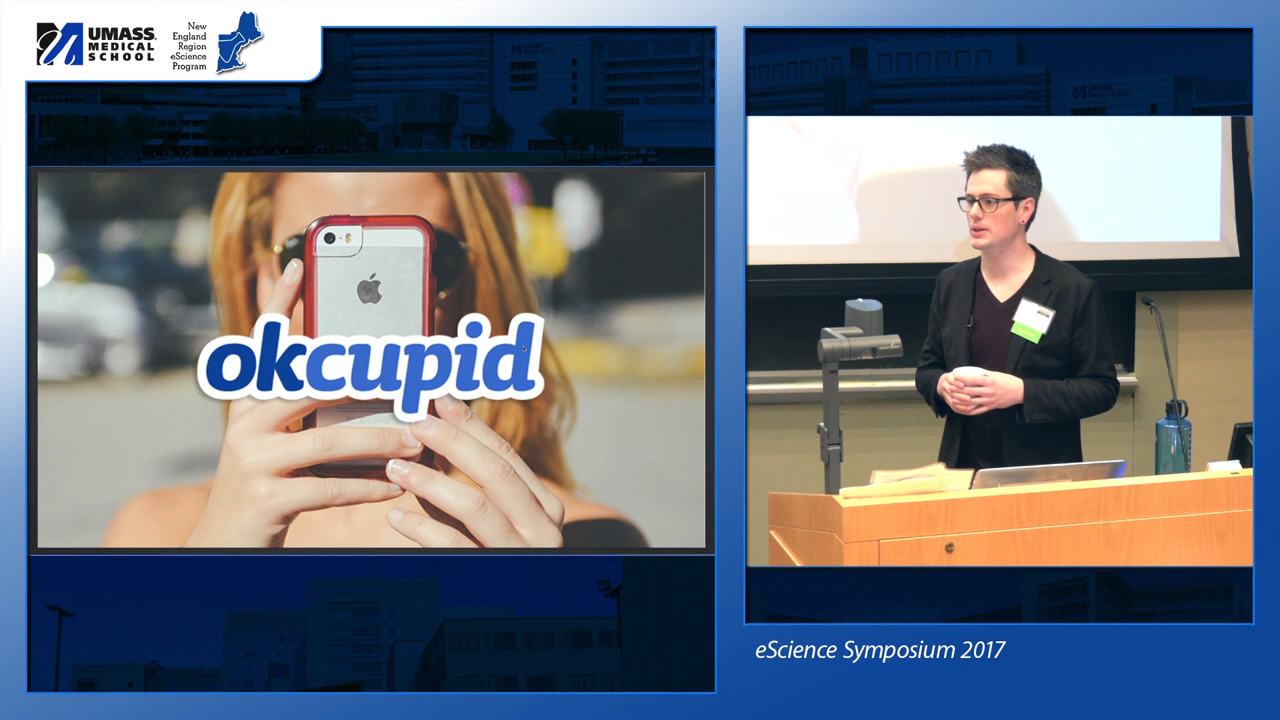 UMASS
MEDICAL
SCHOOL
New
England
Region
eScience
Program
okcupid
eScience Symposium 2017